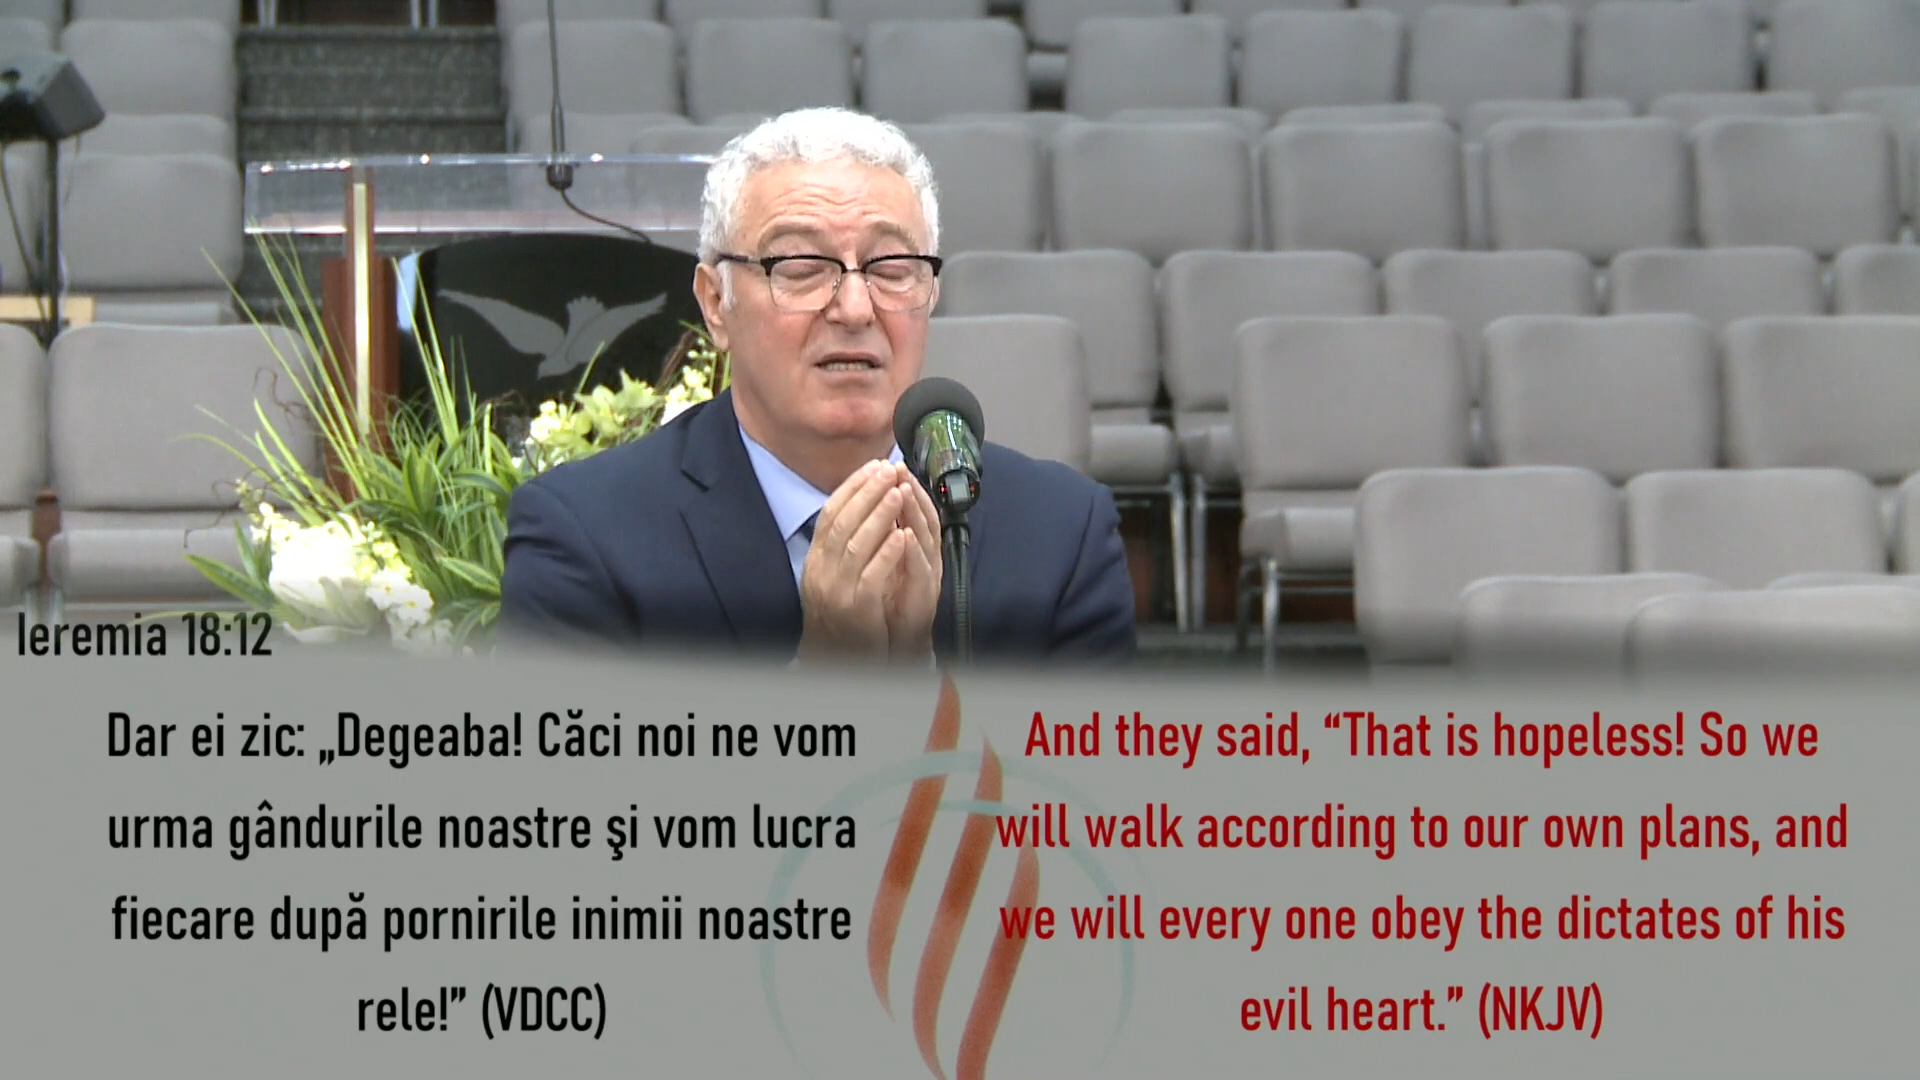 Ieremia 18:12
Dar ei zic: „Degeaba! Căci noi ne vom
urma gândurile noastre şi vom lucra
fiecare după pornirile inimii noastre
rele!” (VDCC)
And they said, “That is hopeless! So we
will walk according to our own plans, and
we will every one obey the dictates of his
evil heart.” (NKJV)